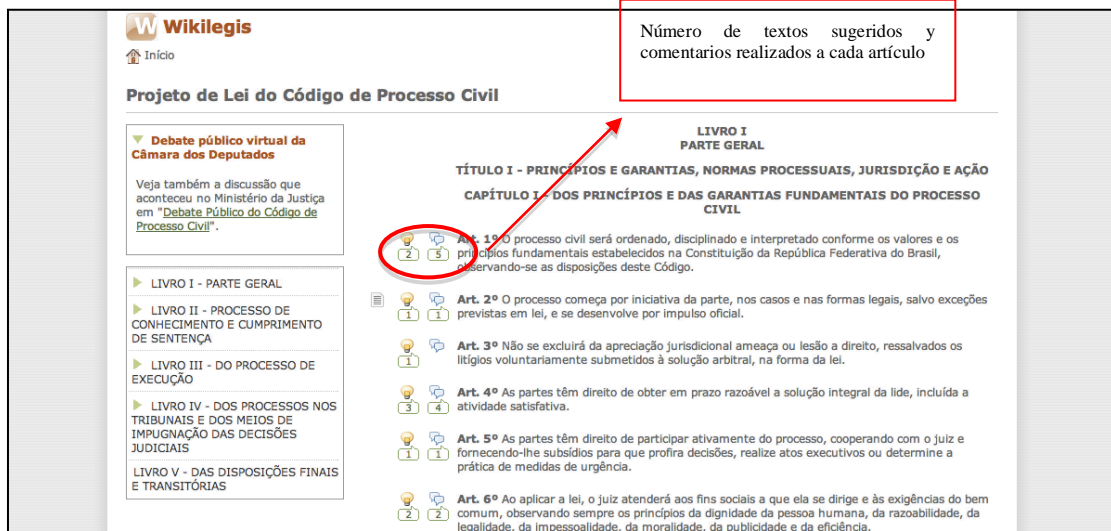 Wikilegis
Início
Número de textos sugeridos y
comentarios realizados a cada artículo
Projeto de Lei do Código de Processo Civil
Debate público virtual da
Câmara dos Deputados
Veja também a discussão que
aconteceu no Ministério da Justiça
em "Debate Público do Código de
Processo Civil".
LIVRO I - PARTE GERAL
LIVRO II - PROCESSO DE
CONHECIMENTO E CUMPRIMENTO
DE SENTENÇA
LIVRO III - DO PROCESSO DE
EXECUÇÃO
LIVRO IV - DOS PROCESSOS NOS
TRIBUNAIS E DOS MEIOS DE
IMPUGNAÇÃO DAS DECISÕES
JUDICIAIS
LIVRO V - DAS DISPOSIÇÕES FINAIS
E TRANSITÓRIAS
LIVRO I
PARTE GERAL
TÍTULO I - PRINCÍPIOS E GARANTIAS, NORMAS PROCESSUAIS, JURISDIÇÃO E AÇÃO
CAPÍTULO I - DOS PRINCÍPIOS E DAS GARANTIAS FUNDAMENTAIS DO PROCESSO
CIVIL
Art. 1º O processo civil será ordenado, disciplinado e interpretado conforme os valores e os
2 5 princípios fundamentais estabelecidos na Constituição da República Federativa do Brasil,
observando-se as disposições deste Código.
Art. 2º O processo começa por iniciativa da parte, nos casos e nas formas legais, salvo exceções
1 1 previstas em lei, e se desenvolve por impulso oficial.
Art. 3º Não se excluirá da apreciação jurisdicional ameaça ou lesão a direito, ressalvados os
1 litígios voluntariamente submetidos à solução arbitral, na forma da lei.
Art. 4º As partes têm direito de obter em prazo razoável a solução integral da lide, incluída a
3 4 atividade satisfativa.
Art. 5º As partes têm direito de participar ativamente do processo, cooperando com o juiz e
1 1 fornecendo-lhe subsídios para que profira decisões, realize atos executivos ou determine a
prática de medidas de urgência.
Art. 6º Ao aplicar a lei, o juiz atenderá aos fins sociais a que ela se dirige e às exigências do bem
2 2 comum, observando sempre os princípios da dignidade da pessoa humana, da razoabilidade, da
legalidade, da impessoalidade, da moralidade, da publicidade e da eficiência.